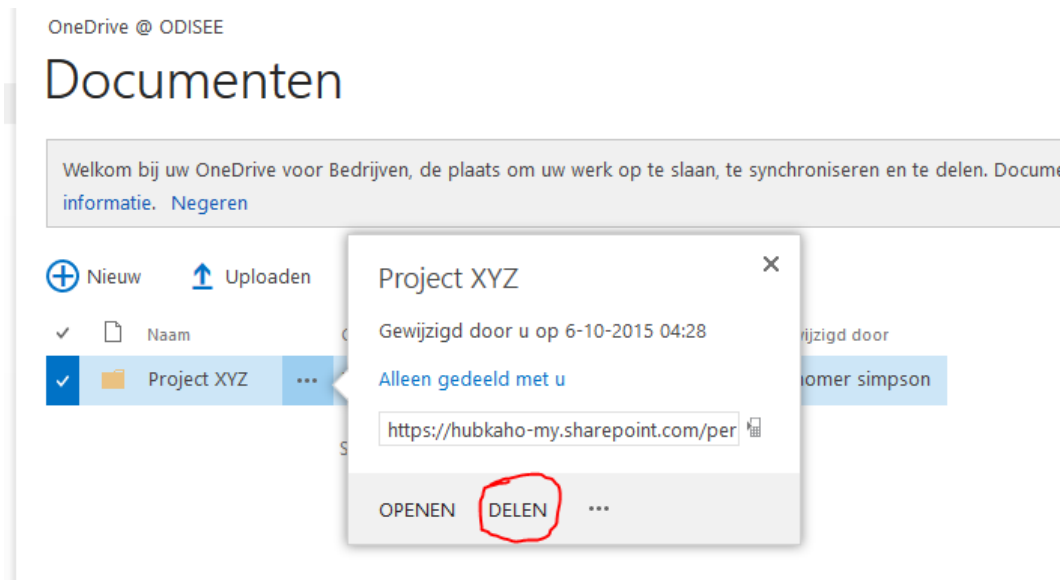 OneDrive @ ODISEE
Documenten
Welkom bij uw OneDrive voor Bedrijven, de plaats om uw werk op te slaan, te synchroniseren en te delen. Docume
informatie. Negeren
Nieuw Uploaden
Project XYZ
Gewijzigd door u op 6-10-2015 04:28
Naam ijzigd door
Alleen gedeeld met u
Project XYZ ... homer simpson
https://hubkaho-my.sharepoint.com/per
OPENEN DELEN ...